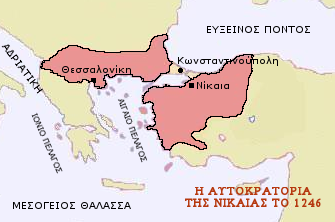 ΕΥΞΕΙΝΟΣ ΠΟΝΤΟΣ
ΑΔΡΙΑΤΙΚΗ
Κωνσταντινούπολη
Θεσσαλονίκη
Νίκαια
ΑΙΓΑΙΟ ΠΕΛΑΓΟΣ
ΙΟΝΙΟ ΠΕΛΑΓΟΣ
ΜΕΣΟΓΕΙΟΣ ΘΑΛΑΣΣΑ
Η ΑΥΤΟΚΡΑΤΟΡΙΑ
ΤΗΣ ΝΙΚΑΙΑΣ ΤΟ 1246